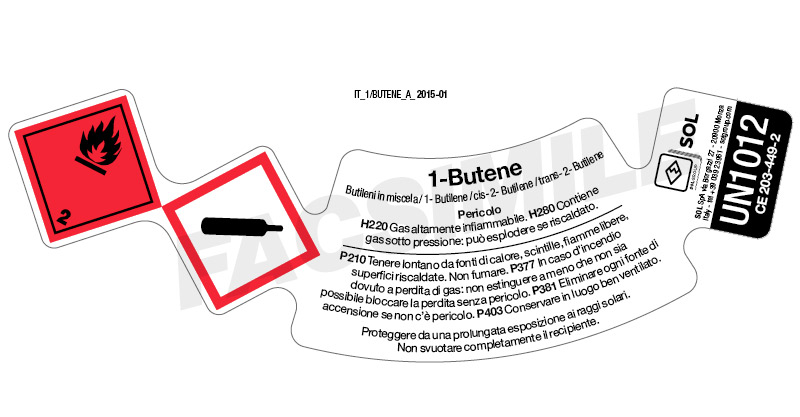 IT_1/BUTENE_A_ 2015-01
2
FACSIMILE
1-Butene
Butileni in miscela / 1- Butilene / cis- 2- Butilene / trans- 2- Butilene
Pericolo
H220 Gas altamente infiammabile. H280 Contiene
gas sotto pressione: può esplodere se riscaldato.
P210 Tenere lontano da fonti di calore, scintille, fiamme libere,
superfici riscaldate. Non fumare. P377 In caso d'incendio
dovuto a perdita di gas: non estinguere a meno che non sia
possibile bloccare la perdita senza pericolo. P381 Eliminare ogni fonte di
accensione se non c'è pericolo. P403 Conservare in luogo ben ventilato.
Proteggere da una prolungata esposizione ai raggi solari.
Non svuotare completamente il recipiente.
SOL
SOL SpA via Borgazzi 27 - 20900 Monza
Italy - tel +39 039 23961 - solgroup.com
UN1012
CE 203-449-2